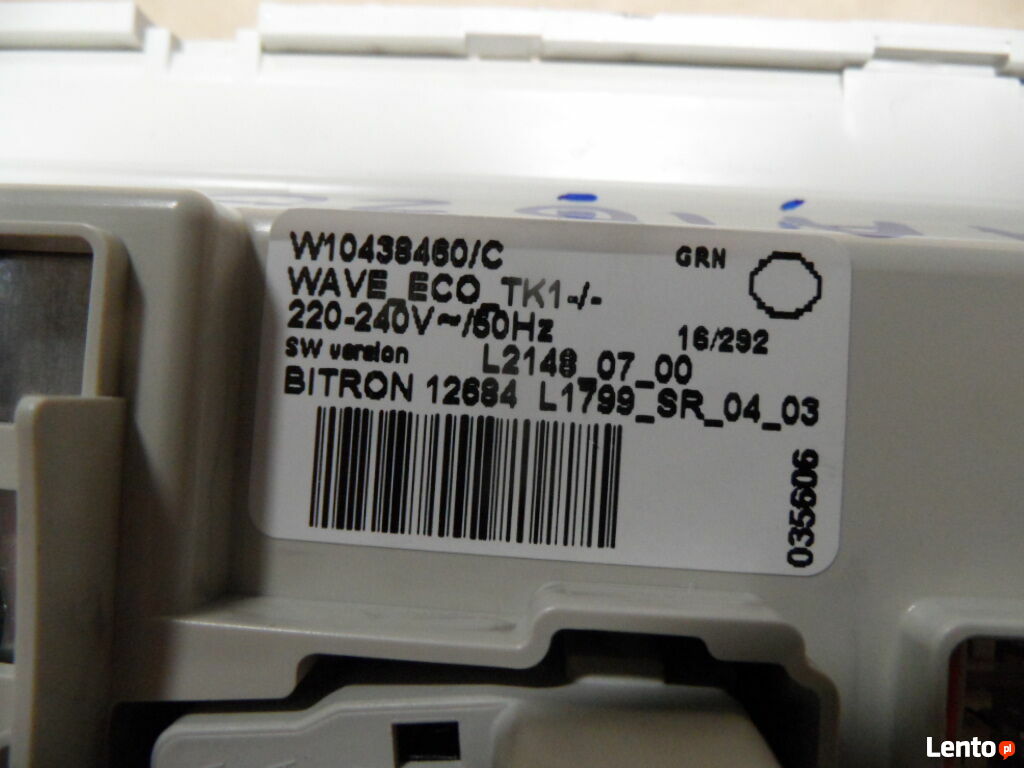 W10438460/C
GRN
WAVE_ECO_TK1-/-
220-240V~/50Hz
16/292
SW version L2148_07_00
BITRON 12684 L1799_SR_04_03
035606
Lento.pl